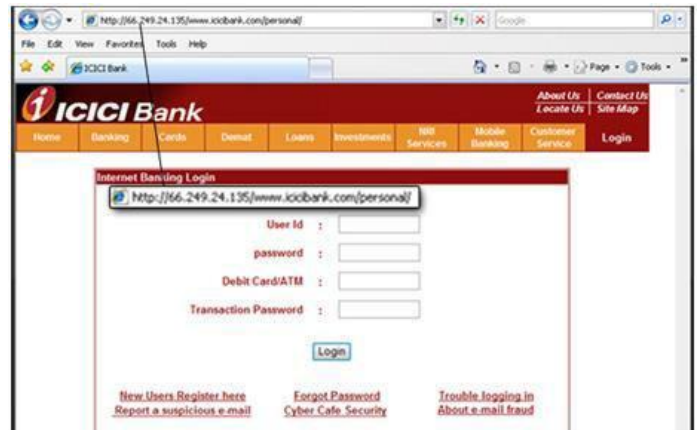 http://66.249.24.135/www.icicibank.com/personal/
Google
File Edit View Favorites Tools Help
ICICI Bank
Page Tools
i ICICI Bank
About Us Contact Us
Locate Us Site Map
Home Banking Cards Demat Loans Investments NRI Services Mobile Banking Customer Service Login
Internet Banking Login
http://66.249.24.135/www.icicibank.com/personal/
User Id :
password :
Debit Card/ATM :
Transaction Password :
Login
New Users Register here Forgot Password Trouble logging in
Report a suspicious e-mail Cyber Cafe Security About e-mail fraud